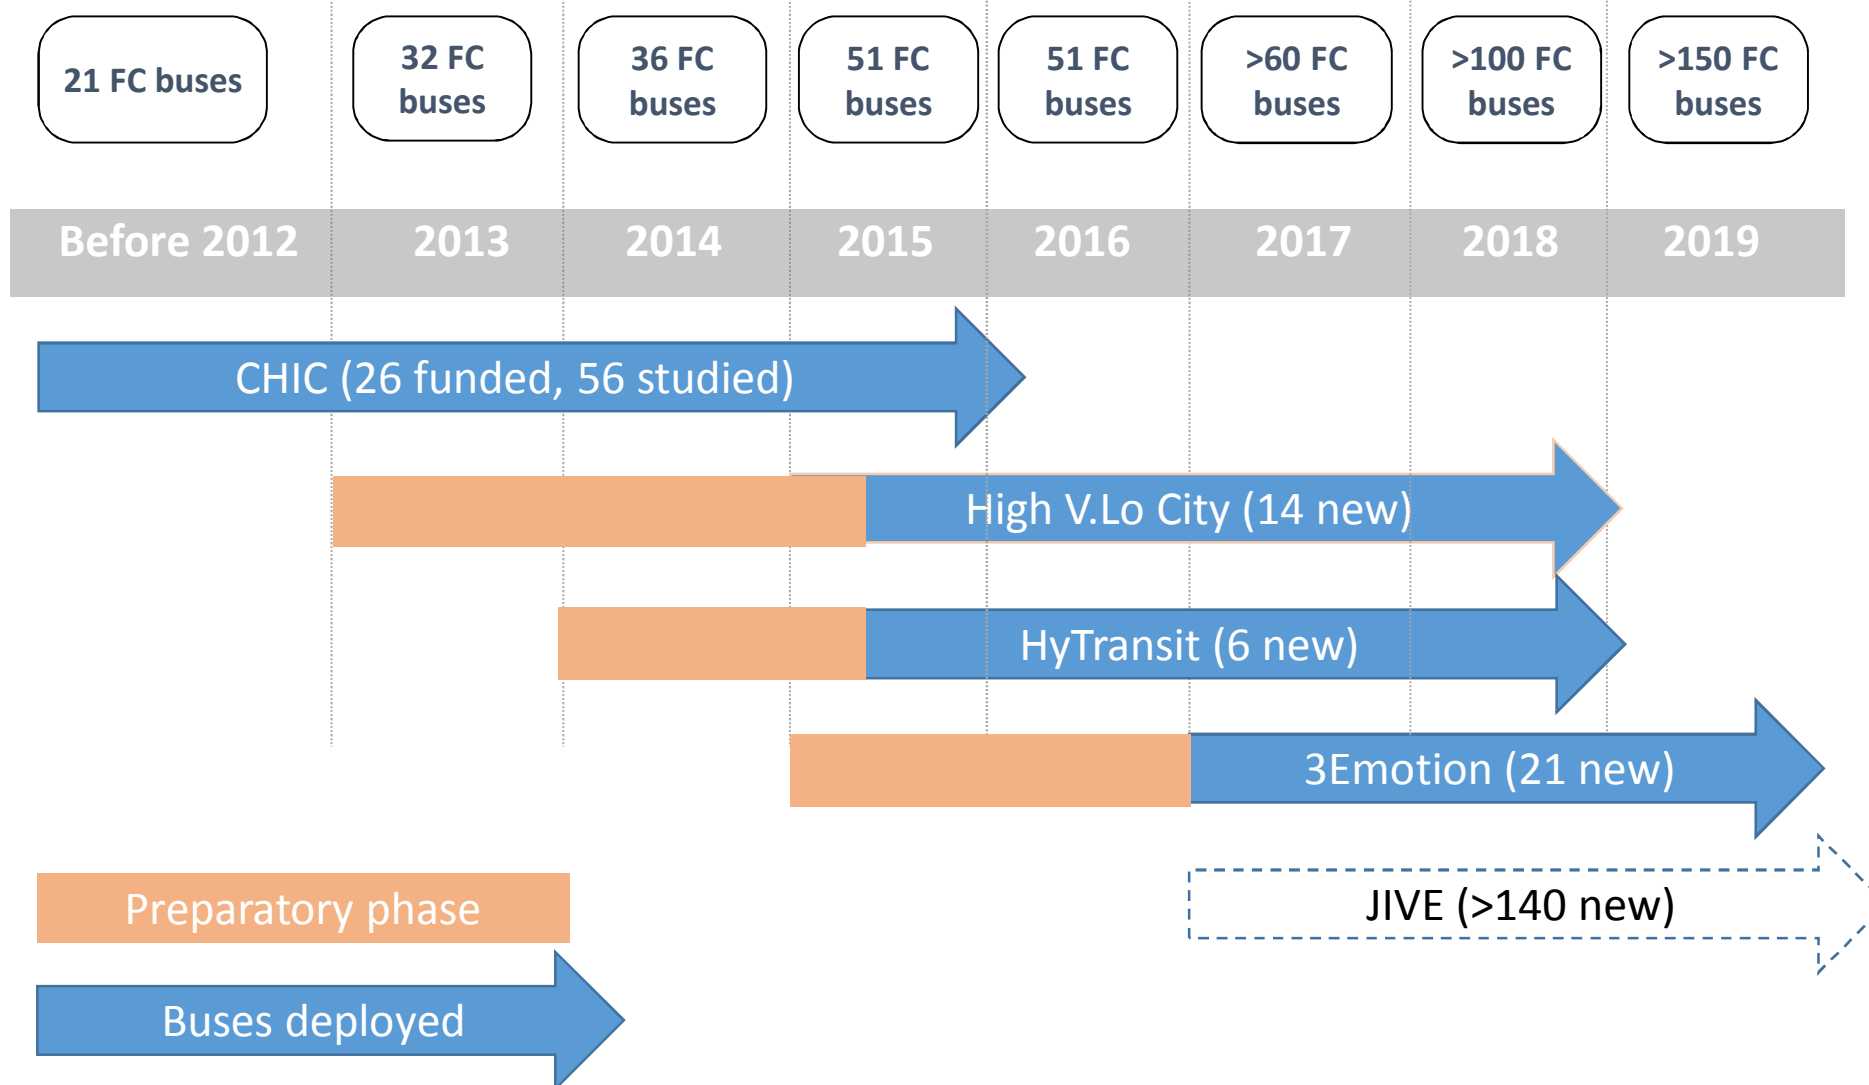 21 FC buses
32 FC
buses
36 FC
buses
51 FC
buses
51 FC
buses
>60 FC
buses
>100 FC
buses
>150 FC
buses
Before 2012
2013
2014
2015
2016
2017
2018
2019
CHIC (26 funded, 56 studied)
High V.Lo City (14 new)
HyTransit (6 new)
3Emotion (21 new)
JIVE (>140 new)
Preparatory phase
Buses deployed